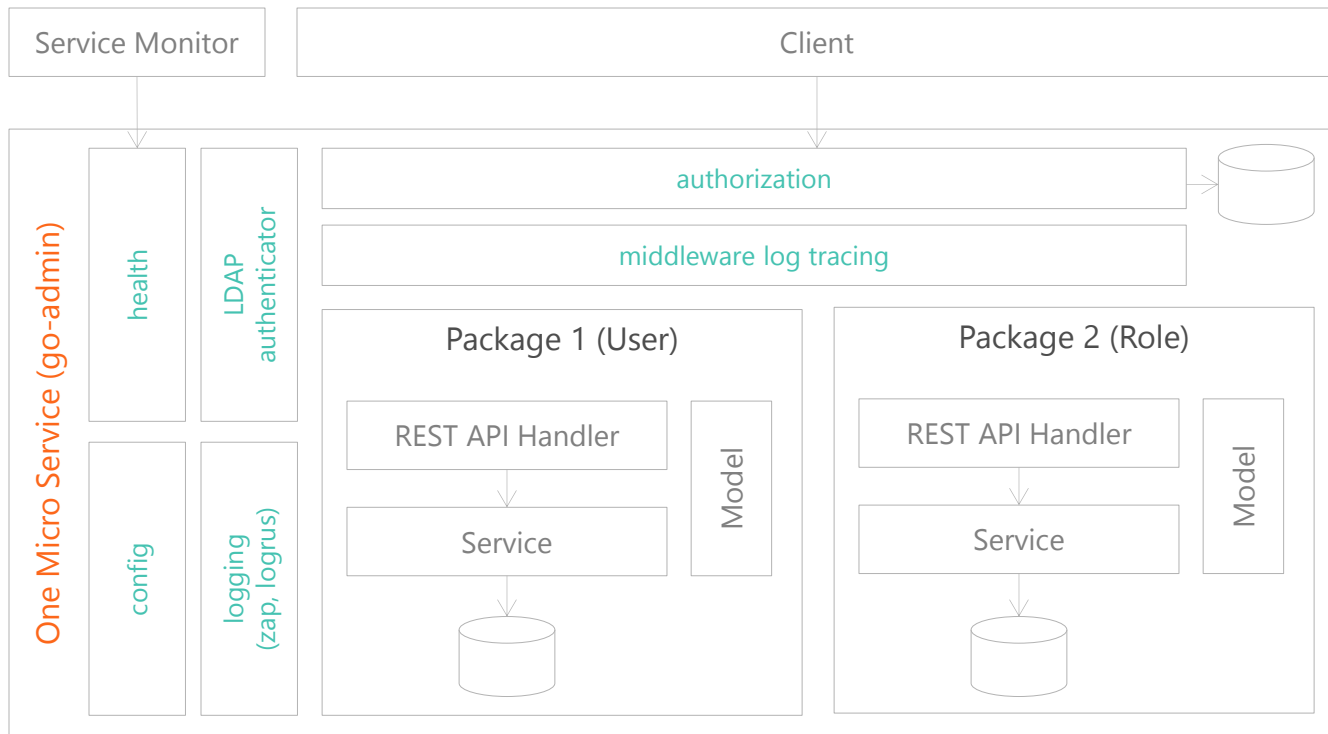 Service Monitor
Client
One Micro Service (go-admin)
health
LDAP
authenticator
authorization
middleware log tracing
config
logging
(zap, logrus)
Package 1 (User)
REST API Handler
Service
Model
Package 2 (Role)
REST API Handler
Service
Model